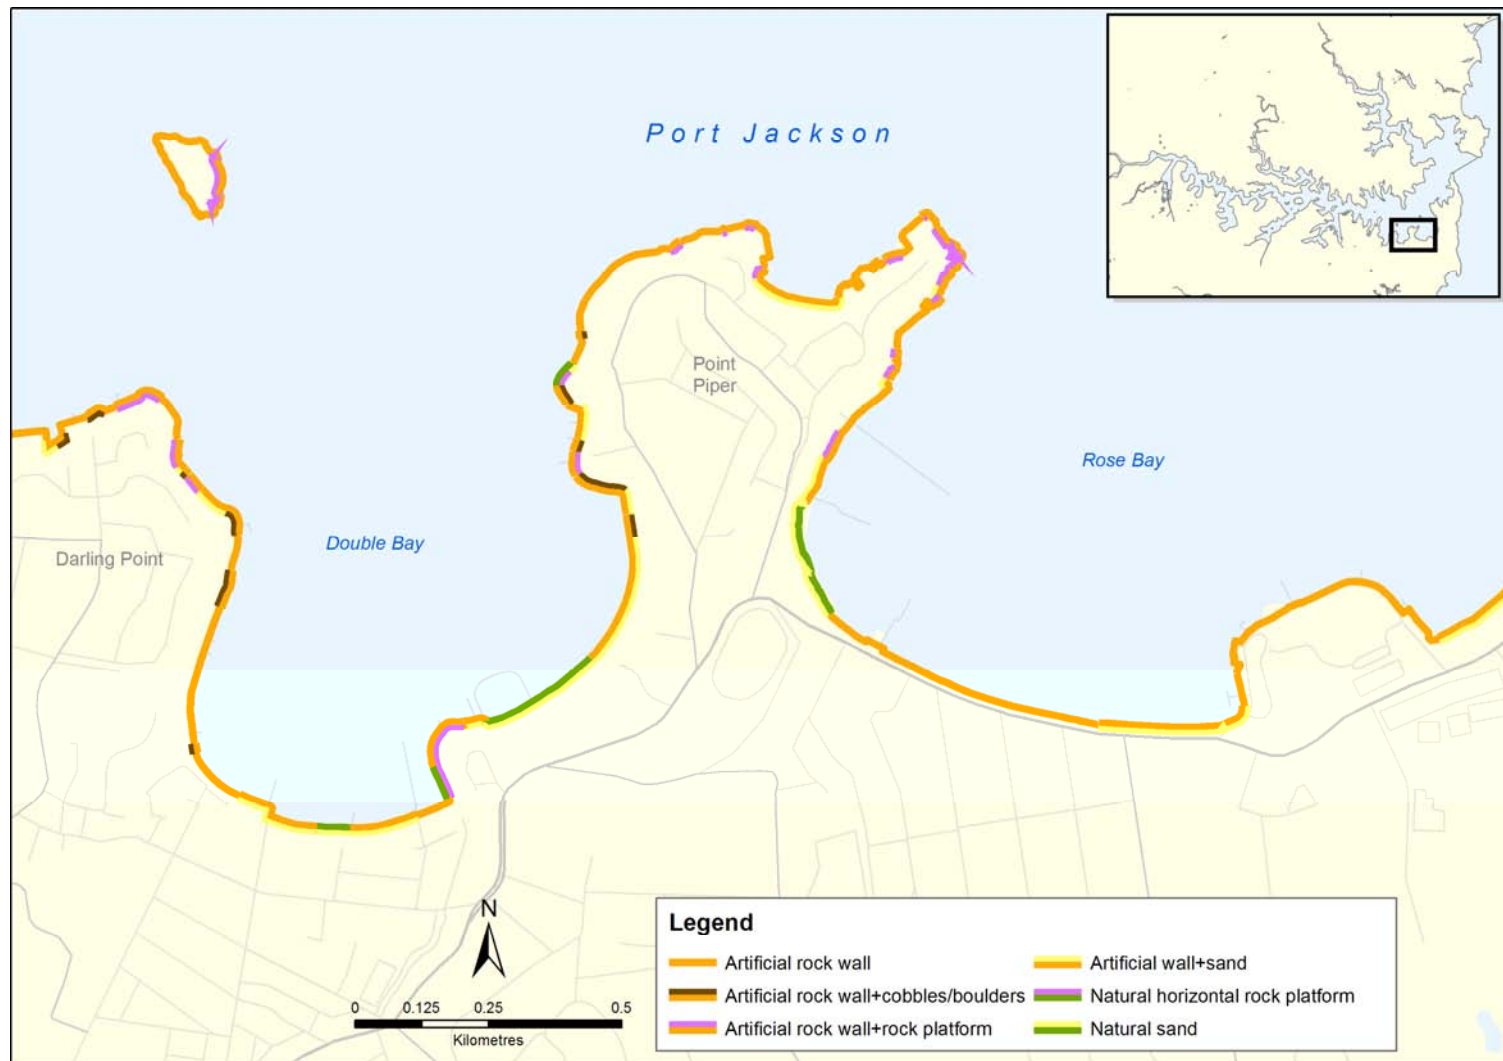 Port Jackson
Point
Piper
Rose Bay
Double Bay
Darling Point
N
0 0.125 0.25 0.5
Kilometres
Legend
Artificial rock wall
Artificial rock wall+cobbles/boulders
Artificial rock wall+rock platform
Artificial wall+sand
Natural horizontal rock platform
Natural sand